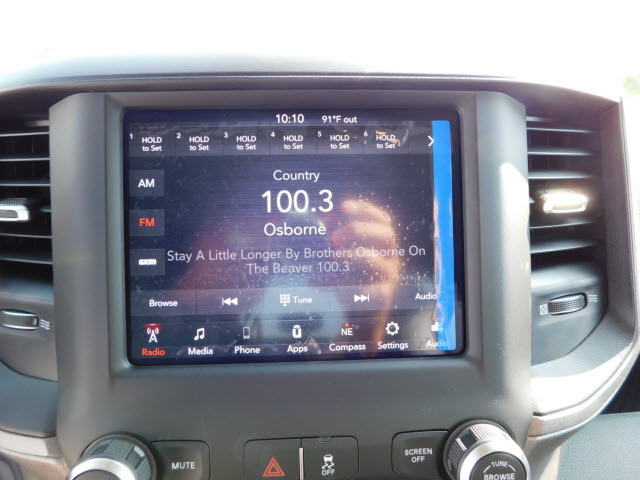 10:10 91°F out
1 HOLD to Set 2 HOLD to Set 3 HOLD to Set 4 HOLD to Set 5 HOLD to Set 6 HOLD to Set
AM
Country
FM
100.3
Osborne
sxm
Stay A Little Longer By Brothers Osborne On
The Beaver 100.3
Browse Tune Audio
NE
Radio Media Phone Apps Compass Settings Audio
MUTE
OFF
SCREEN OFF
TUNE
BROWSE